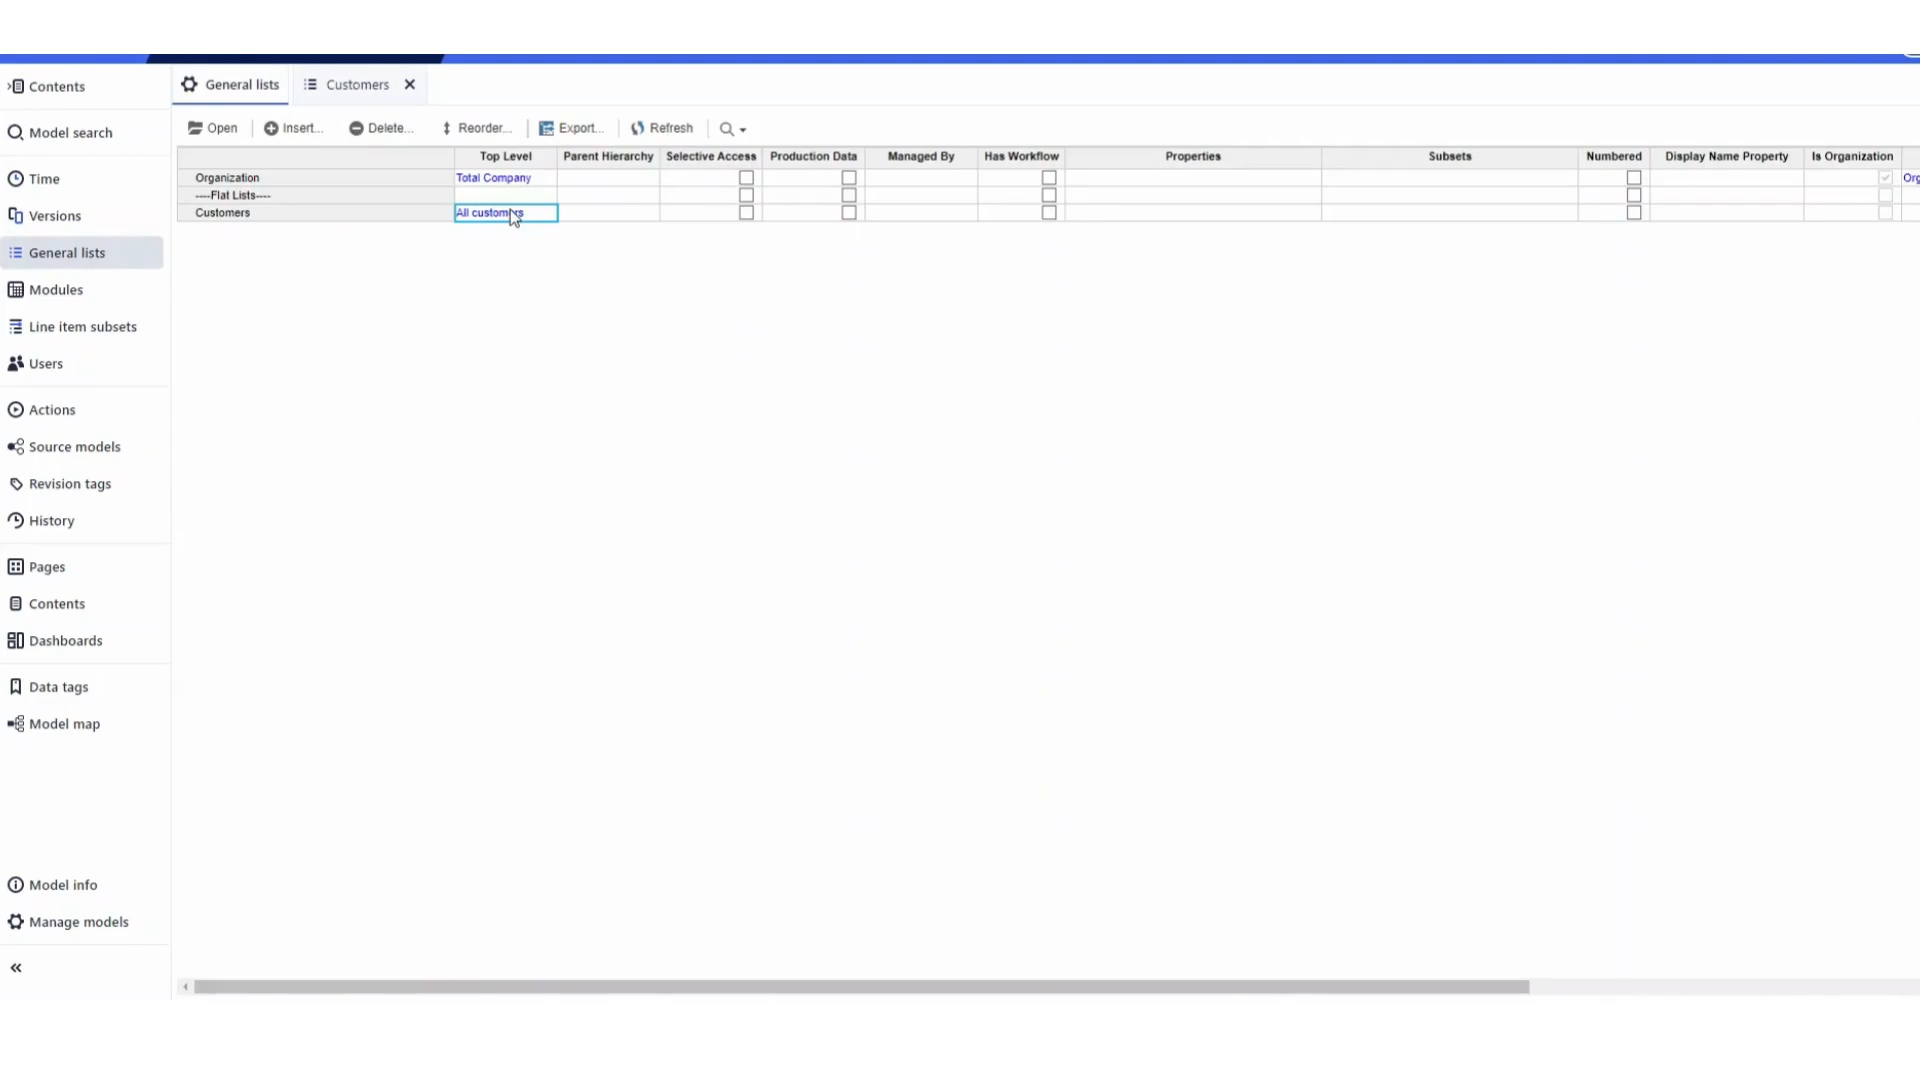 Contents
General lists
Customers
Model search
Open
Insert...
Delete...
Reorder...
Export...
Refresh
Top Level
Parent Hierarchy
Selective Access
Production Data
Managed By
Has Workflow
Properties
Subsets
Numbered
Display Name Property
Is Organization
Organization
Total Company
Org
----Flat Lists----
Customers
All customers
Time
Versions
General lists
Modules
Line item subsets
Users
Actions
Source models
Revision tags
History
Pages
Contents
Dashboards
Data tags
Model map
Model info
Manage models